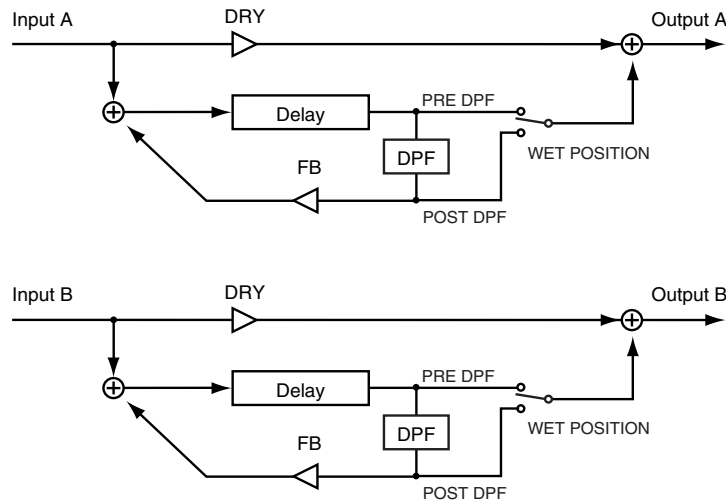 DRY
Input A
Output A
Delay
PRE DPF
DPF
WET POSITION
FB
POST DPF
DRY
Input B
Output B
Delay
PRE DPF
DPF
WET POSITION
FB
POST DPF